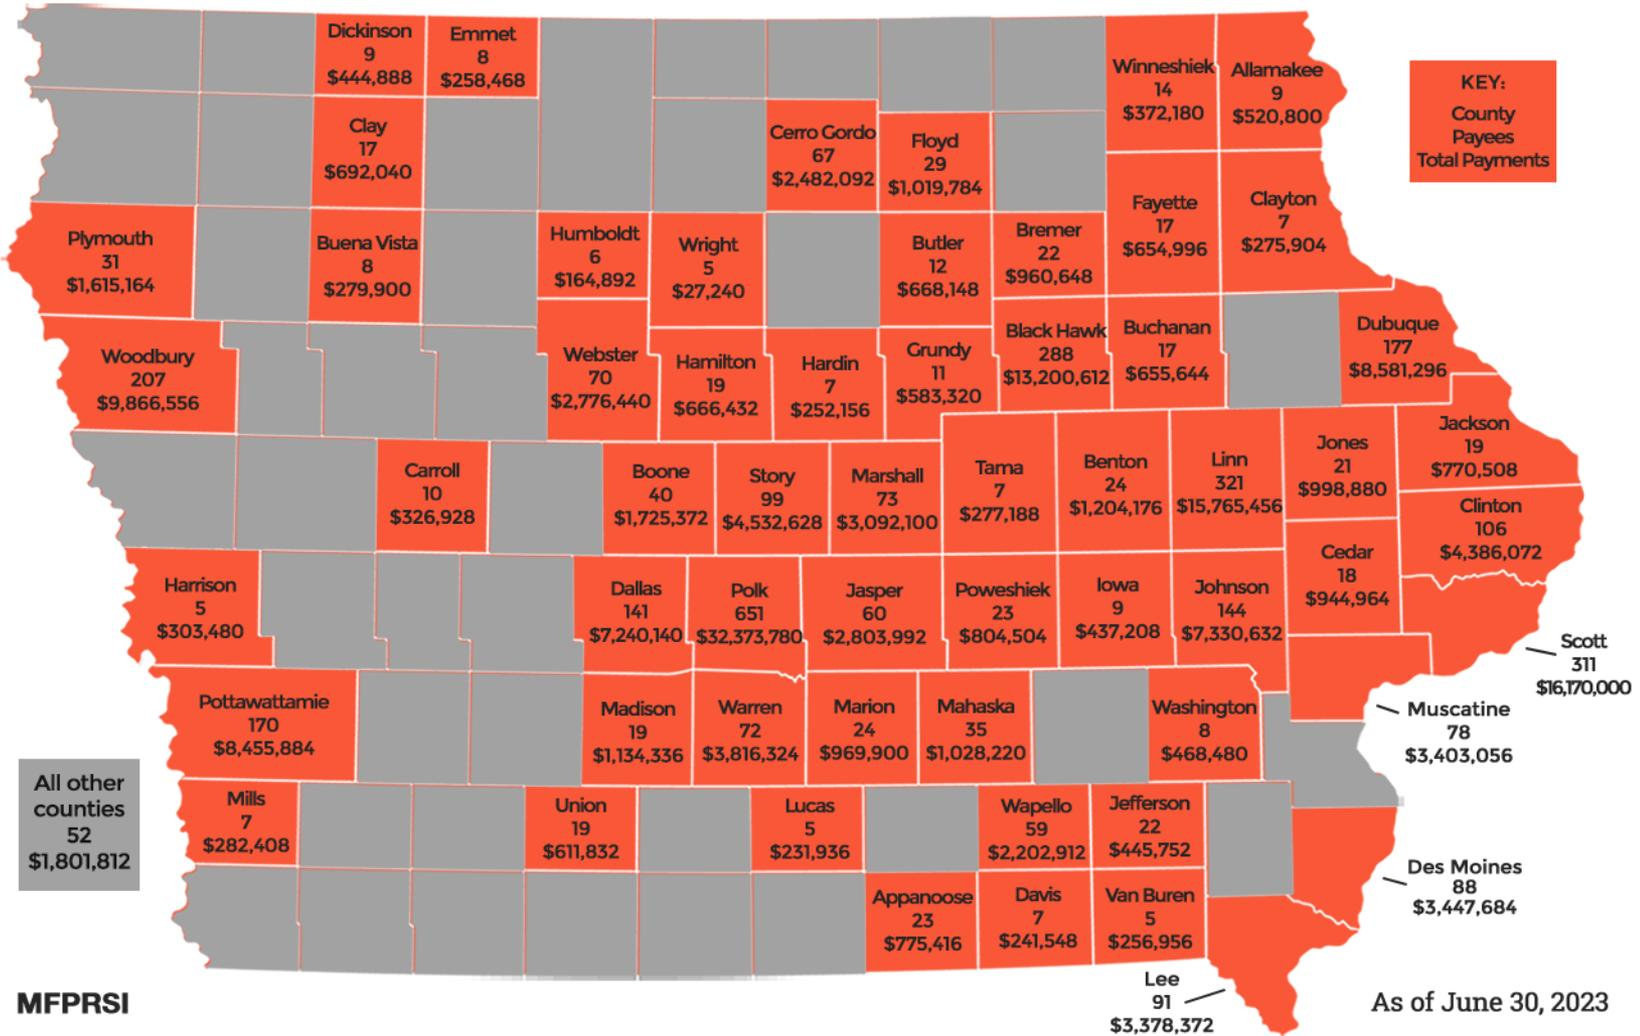 Dickinson
9
$444,888
Emmet
8
$258,468
Winneshiek
14
$372,180
Allamakee
9
$520,800
KEY:
County
Payees
Total Payments
Clay
17
$692,040
Cerro Gordo
67
$2,482,092
Floyd
29
$1,019,784
Fayette
17
$654,996
Clayton
7
$275,904
Plymouth
31
$1,615,164
Buena Vista
8
$279,900
Humboldt
6
$164,892
Wright
5
$27,240
Butler
12
$668,148
Bremer
22
$960,648
Woodbury
207
$9,866,556
Webster
70
$2,776,440
Hamilton
19
$666,432
Hardin
7
$252,156
Grundy
11
$583,320
Black Hawk
288
$13,200,612
Buchanan
17
$655,644
Dubuque
177
$8,581,296
Carroll
10
$326,928
Boone
40
$1,725,372
Story
99
$4,532,628
Marshall
73
$3,092,100
Tama
7
$277,188
Benton
24
$1,204,176
Linn
321
$15,765,456
Jones
21
$998,880
Jackson
19
$770,508
Clinton
106
$4,386,072
Harrison
5
$303,480
Dallas
141
$7,240,140
Polk
651
$32,373,780
Jasper
60
$2,803,992
Poweshiek
23
$804,504
Iowa
9
$437,208
Johnson
144
$7,330,632
Cedar
18
$944,964
Scott
311
$16,170,000
Pottawattamie
170
$8,455,884
Madison
19
$1,134,336
Warren
72
$3,816,324
Marion
24
$969,900
Mahaska
35
$1,028,220
Washington
8
$468,480
Muscatine
78
$3,403,056
All other
counties
52
$1,801,812
Mills
7
$282,408
Union
19
$611,832
Lucas
5
$231,936
Wapello
59
$2,202,912
Jefferson
22
$445,752
Des Moines
88
$3,447,684
Appanoose
23
$775,416
Davis
7
$241,548
Van Buren
5
$256,956
Lee
91
$3,378,372
MFPRSI
As of June 30, 2023